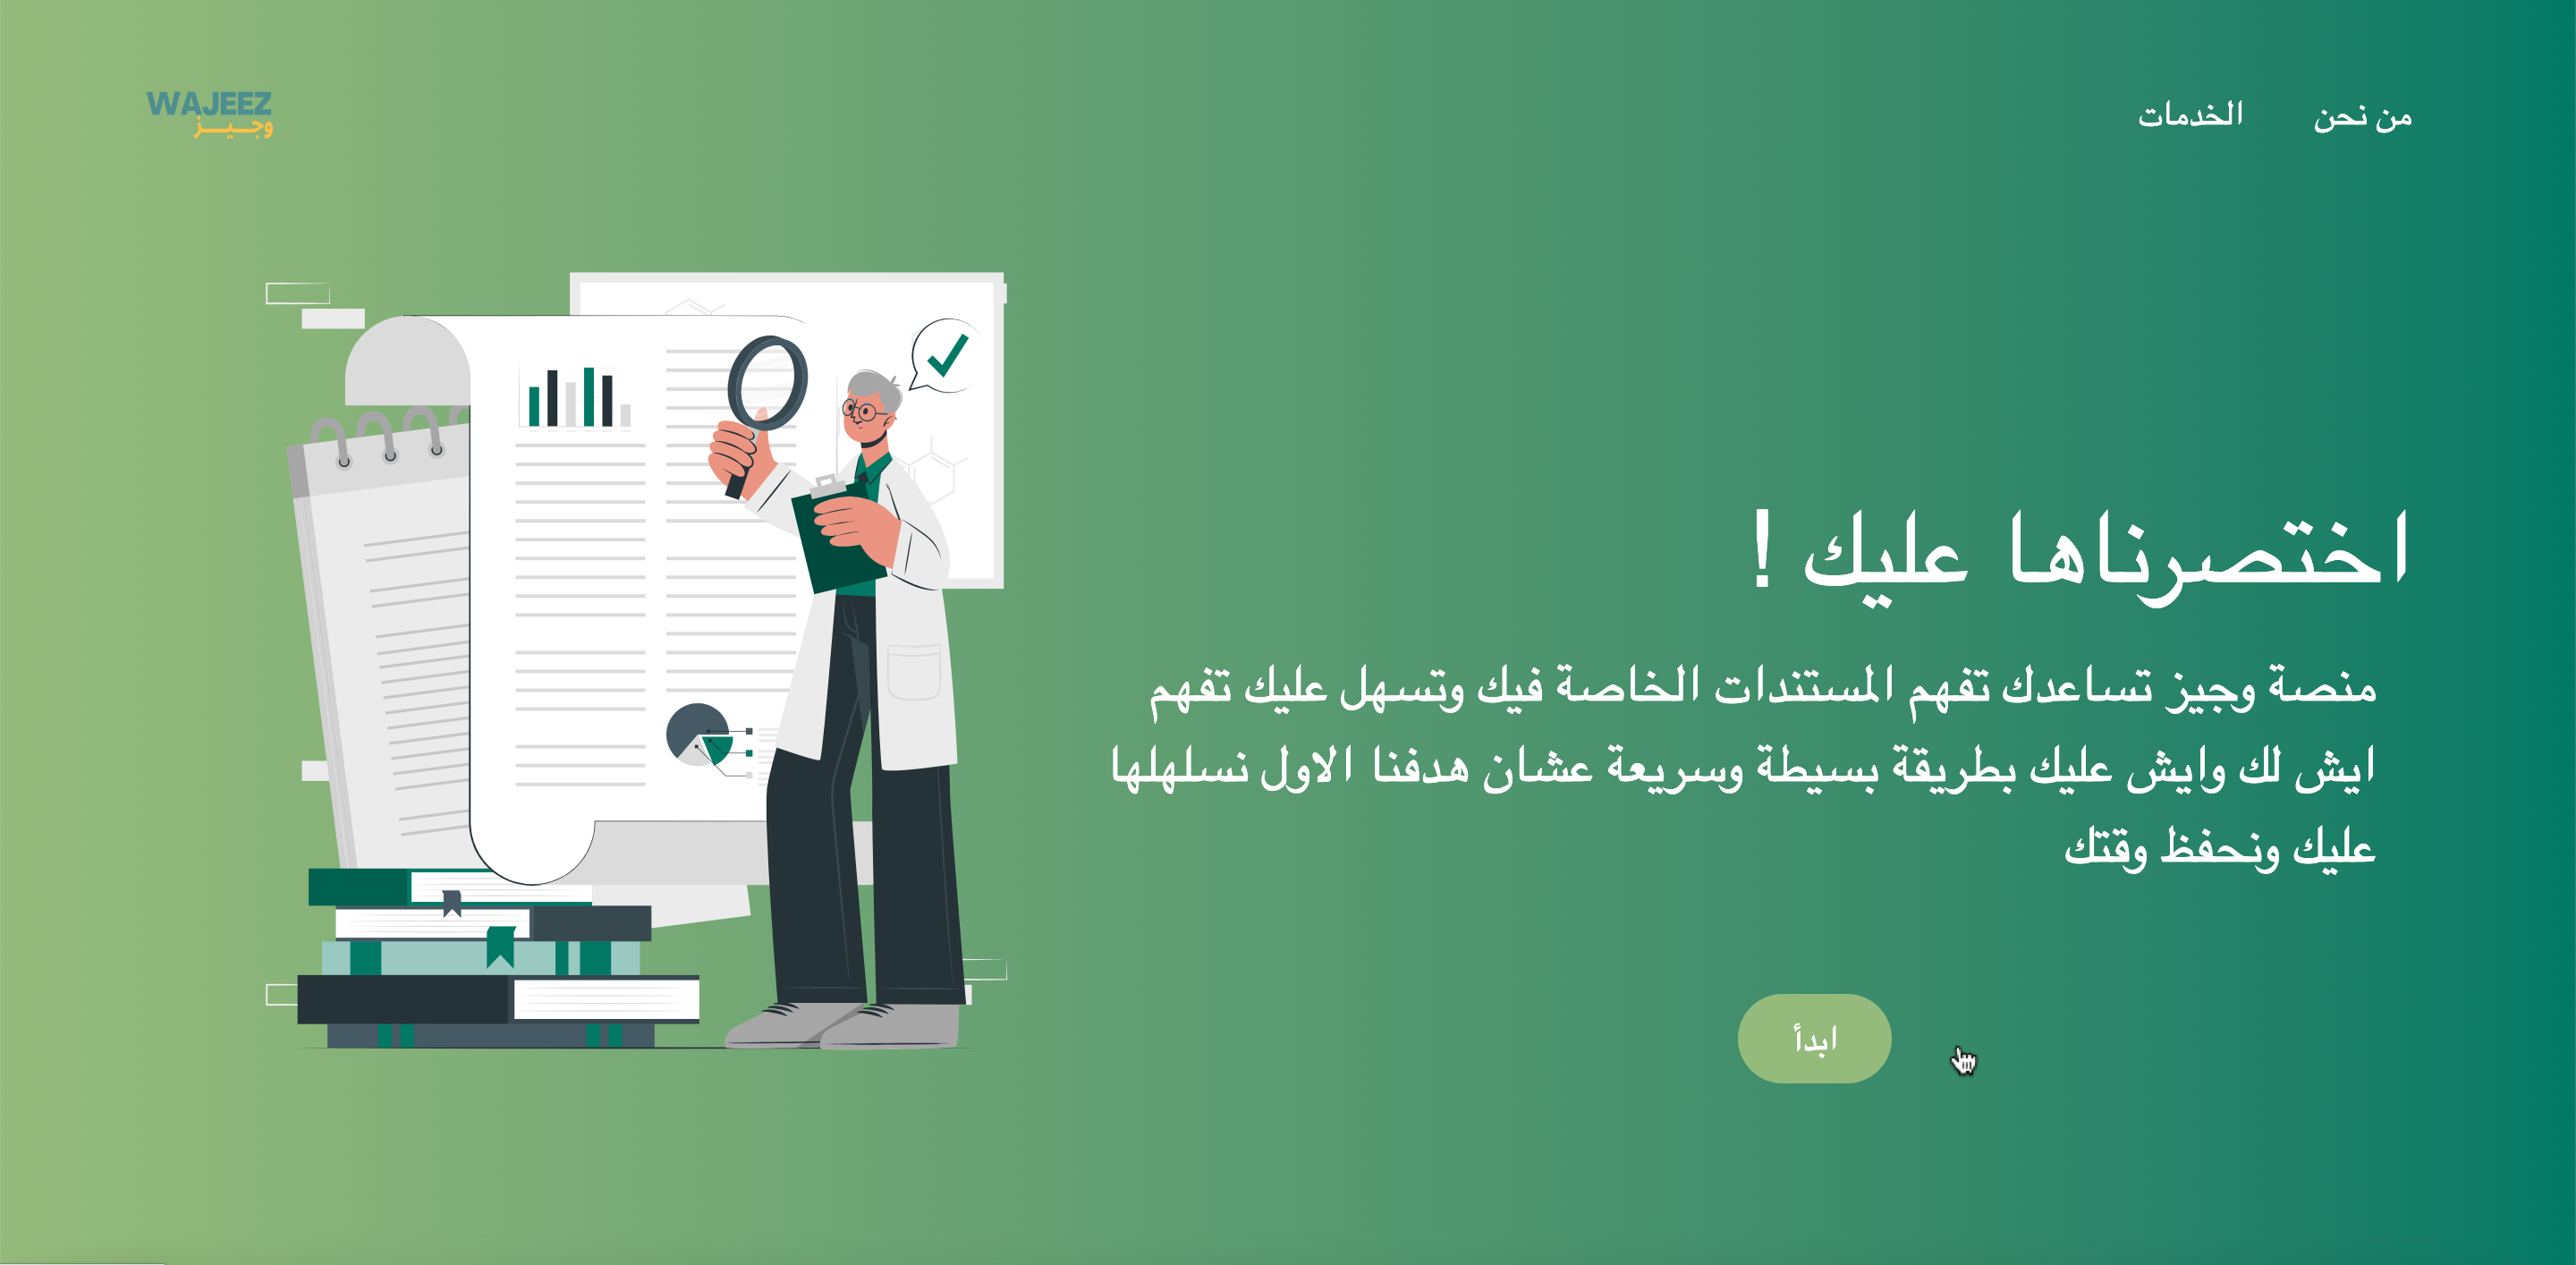 من نحن
الخدمات
WAJEEZ
وجيز
اختصرناها عليك !
منصة وجيز تساعدك تفهم المستندات الخاصة فيك وتسهل عليك تفهم
ايش لك وايش عليك بطريقة بسيطة وسريعة عشان هدفنا الاول نسلهلها
عليك ونحفظ وقتك
ابدأ